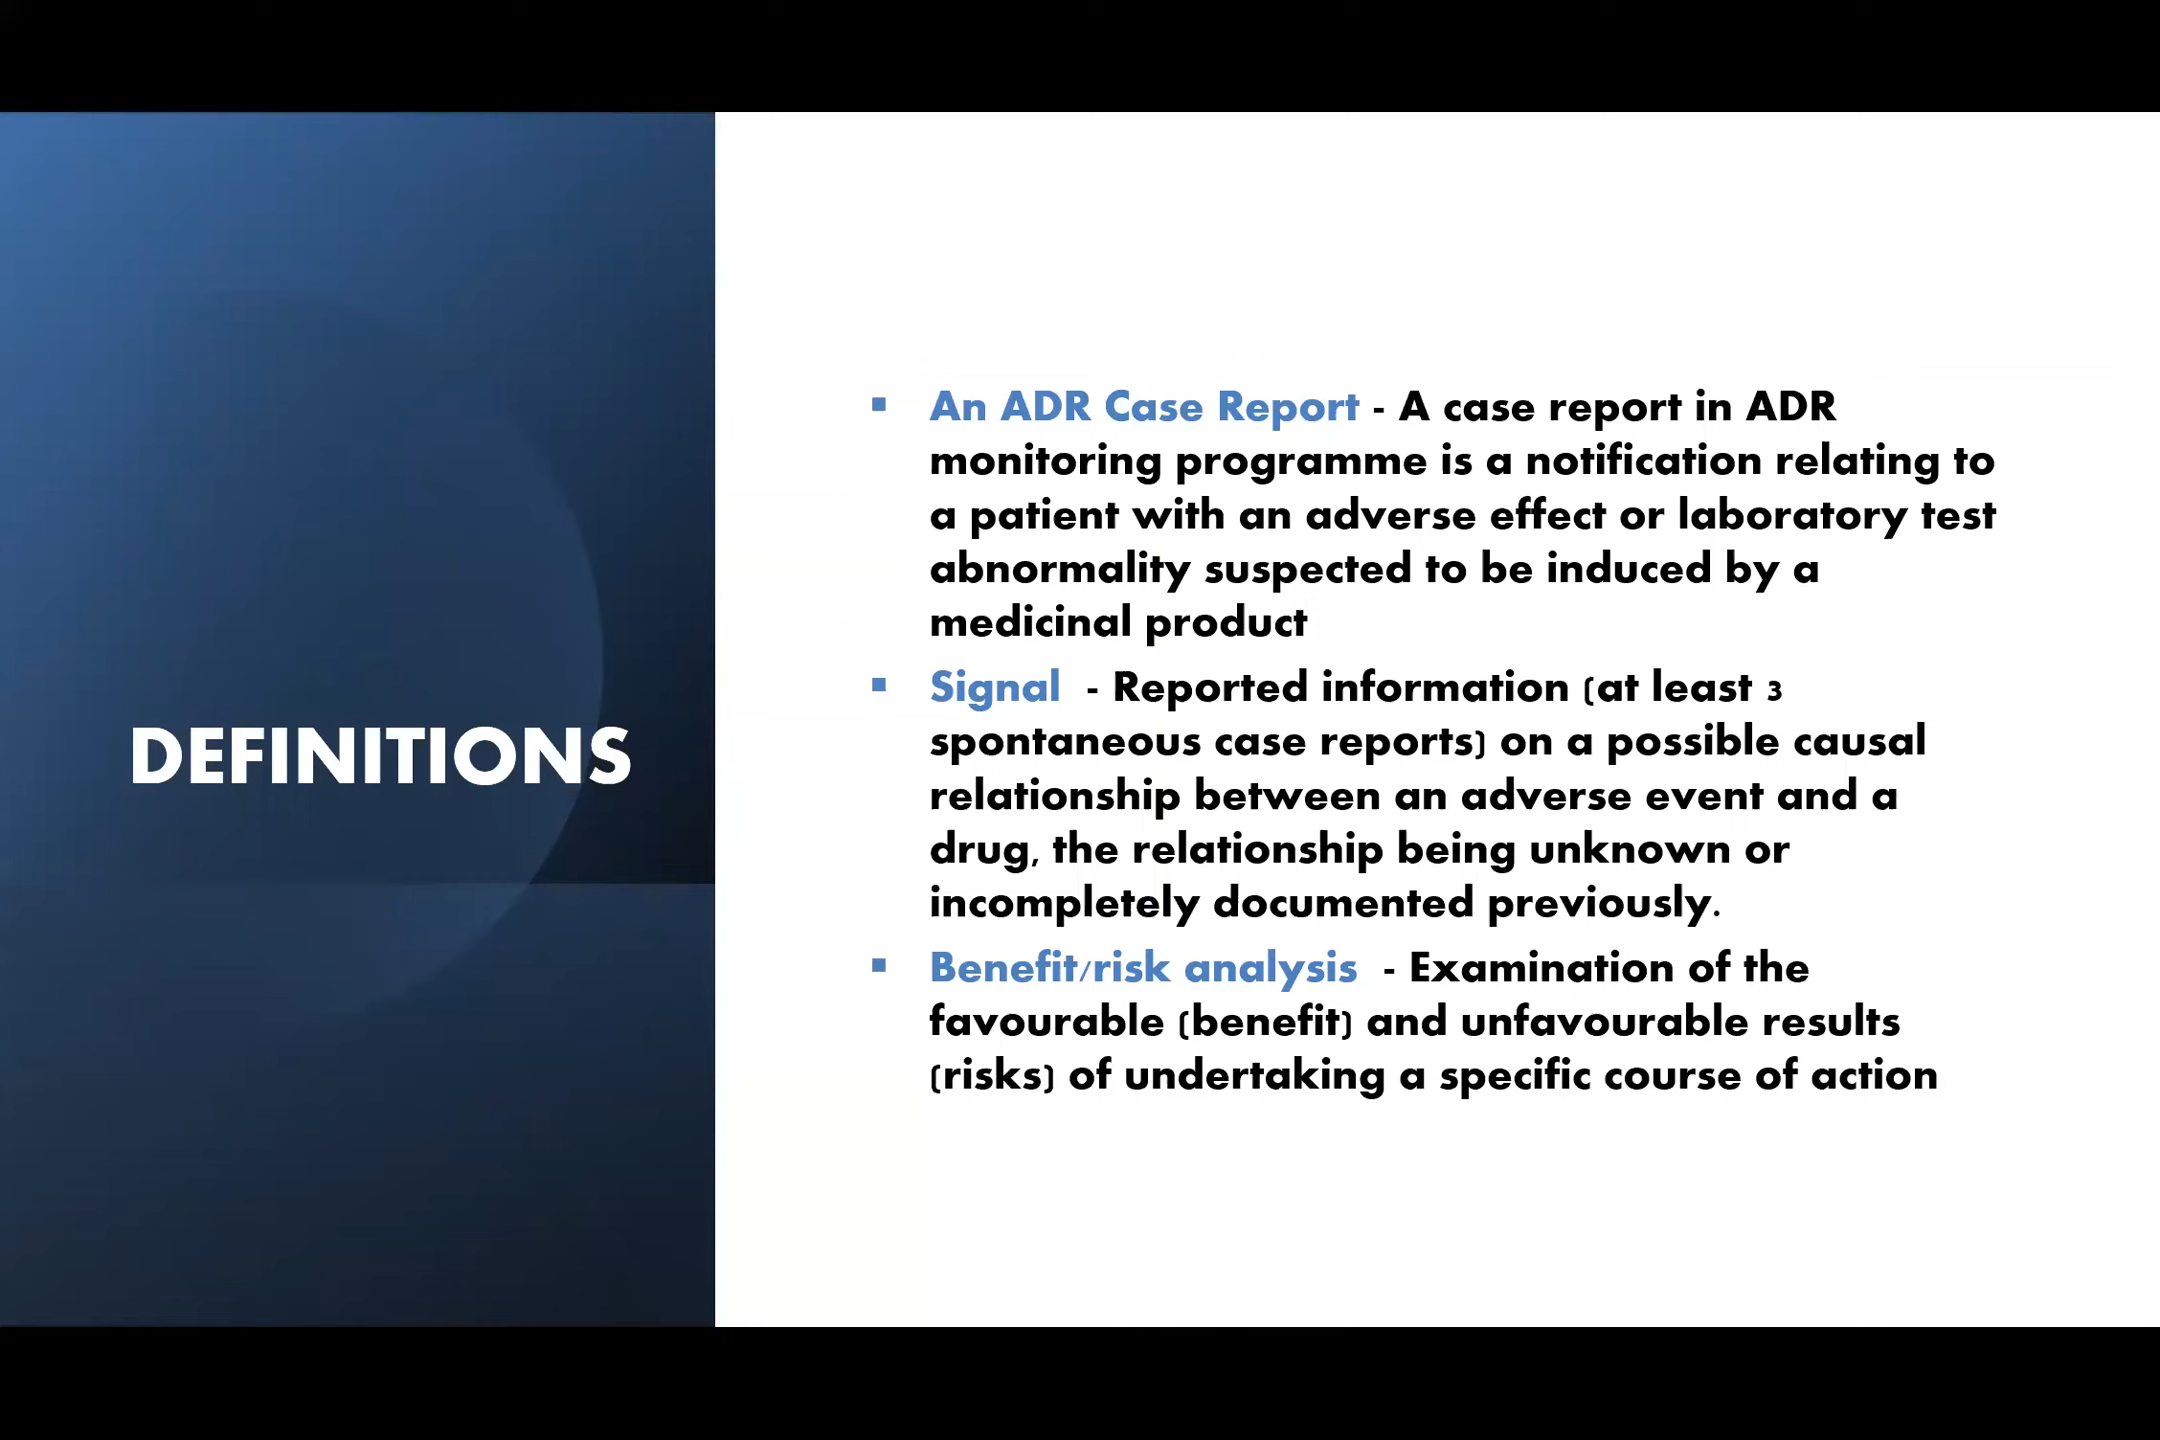 DEFINITIONS
▪ An ADR Case Report - A case report in ADR
monitoring programme is a notification relating to
a patient with an adverse effect or laboratory test
abnormality suspected to be induced by a
medicinal product
▪ Signal - Reported information (at least 3
spontaneous case reports) on a possible causal
relationship between an adverse event and a
drug, the relationship being unknown or
incompletely documented previously.
▪ Benefit/risk analysis - Examination of the
favourable (benefit) and unfavourable results
(risks) of undertaking a specific course of action